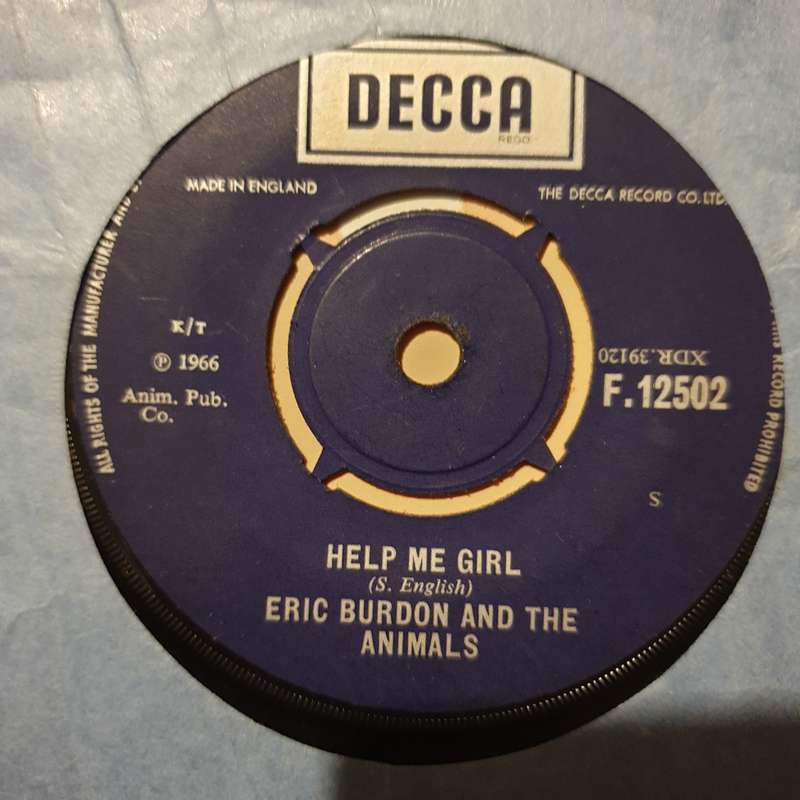 DECCA
REGD
MADE IN ENGLAND
THE DECCA RECORD CO. LTD.
ALL RIGHTS OF THE MANUFACTURER AND
RECORD PROHIBITED
K/T
℗ 1966
Anim. Pub.
Co.
XDR.39120
F.12502
S
HELP ME GIRL
(S. English)
ERIC BURDON AND THE
ANIMALS